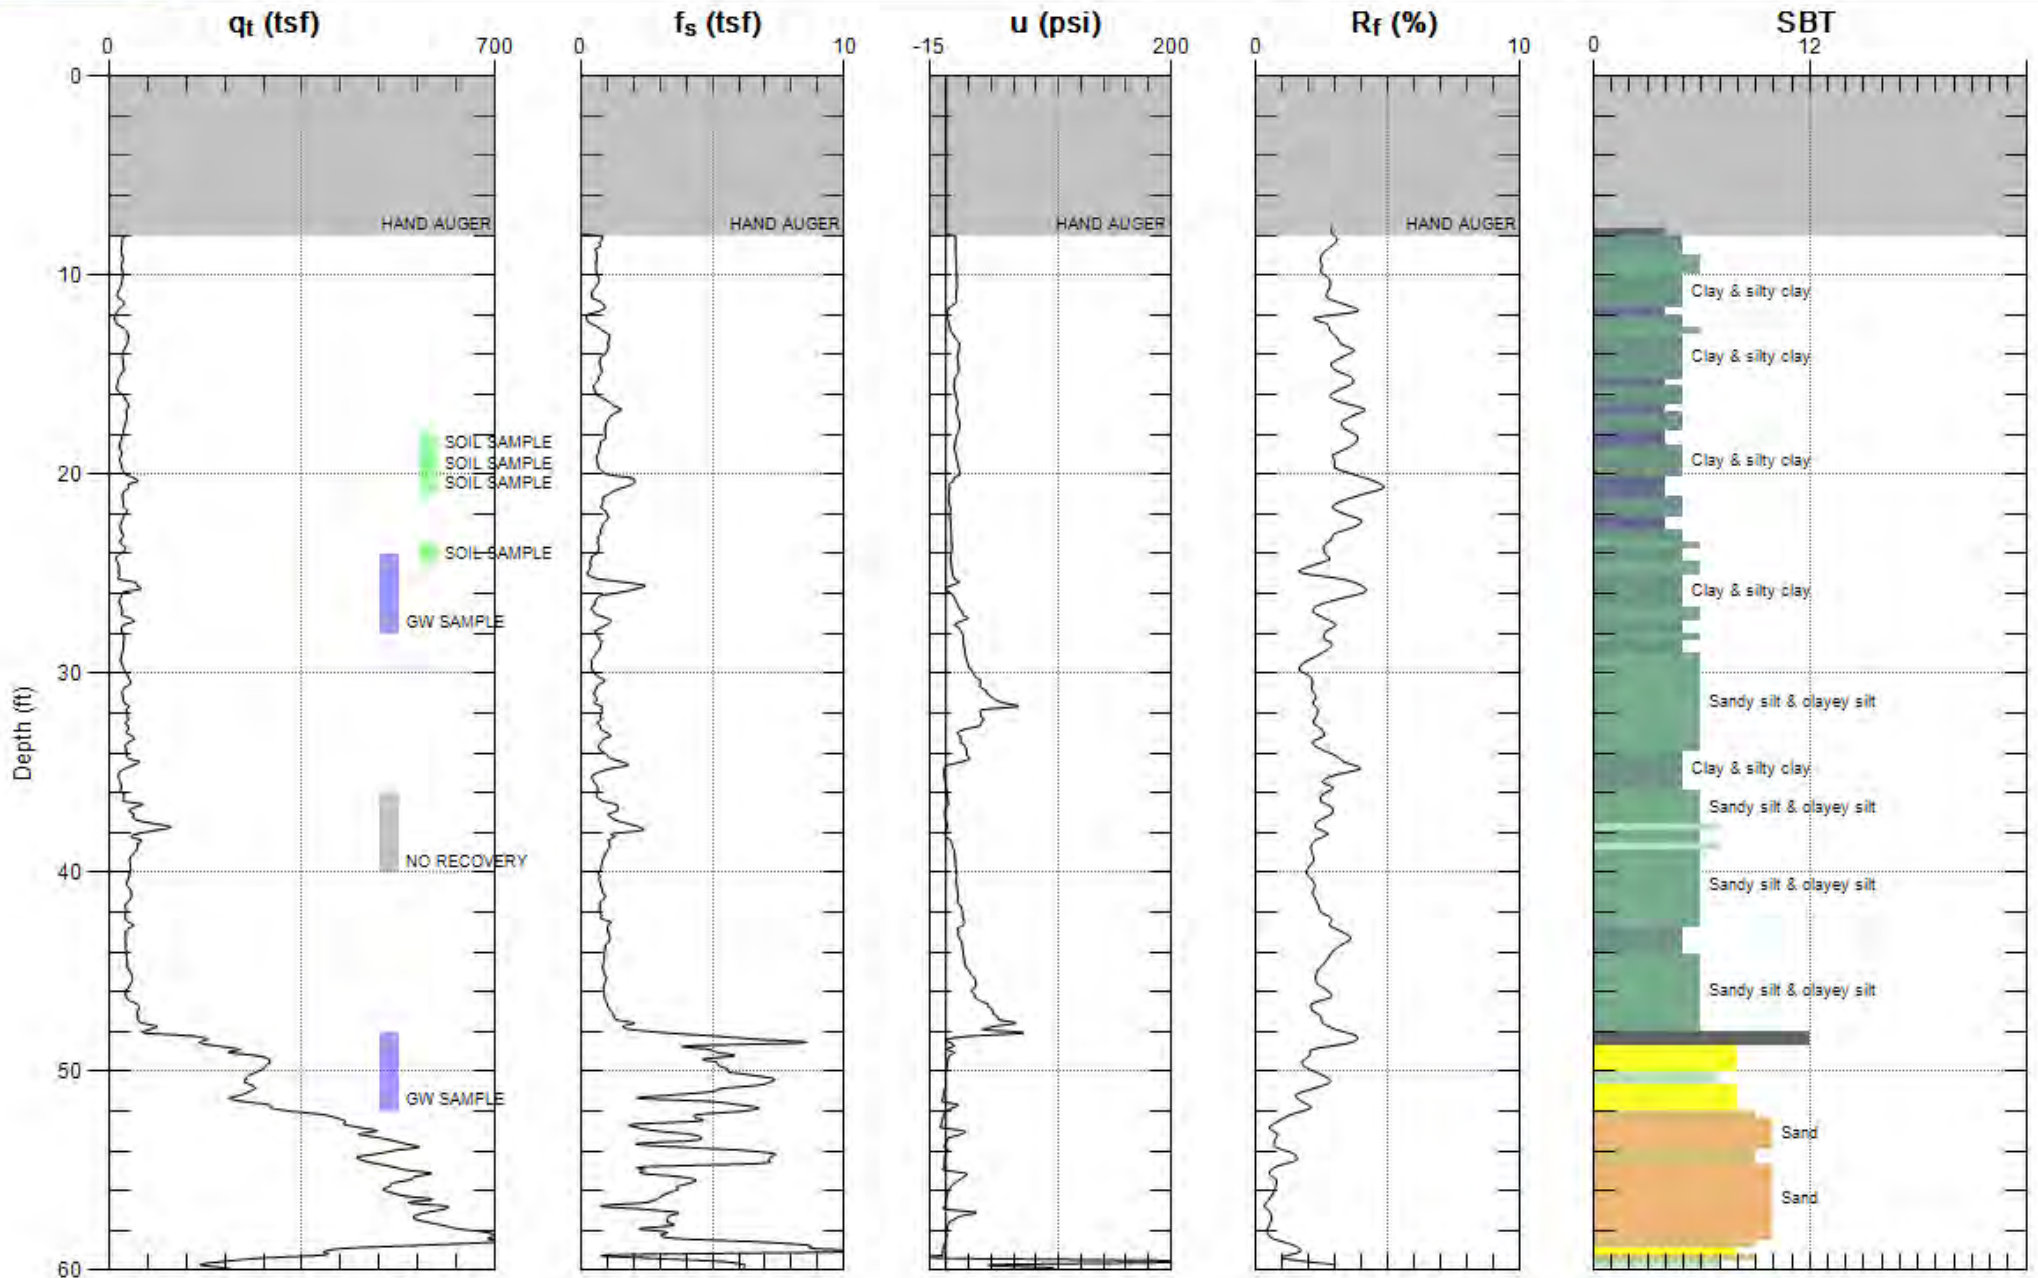 qt (tsf) fs (tsf) u (psi) Rf (%) SBT
0 700 0 10 -15 200 0 10 0 12
0
HAND AUGER HAND AUGER HAND AUGER HAND AUGER
10
Clay & silty clay
Clay & silty clay
SOIL SAMPLE
Clay & silty clay
SOIL SAMPLE
20
SOIL SAMPLE
SOIL SAMPLE
Clay & silty clay
GW SAMPLE
30
Sandy silt & clayey silt
Depth (ft)
Clay & silty clay
Sandy silt & clayey silt
NO RECOVERY
40
Sandy silt & clayey silt
Sandy silt & clayey silt
50
GW SAMPLE
Sand
Sand
60